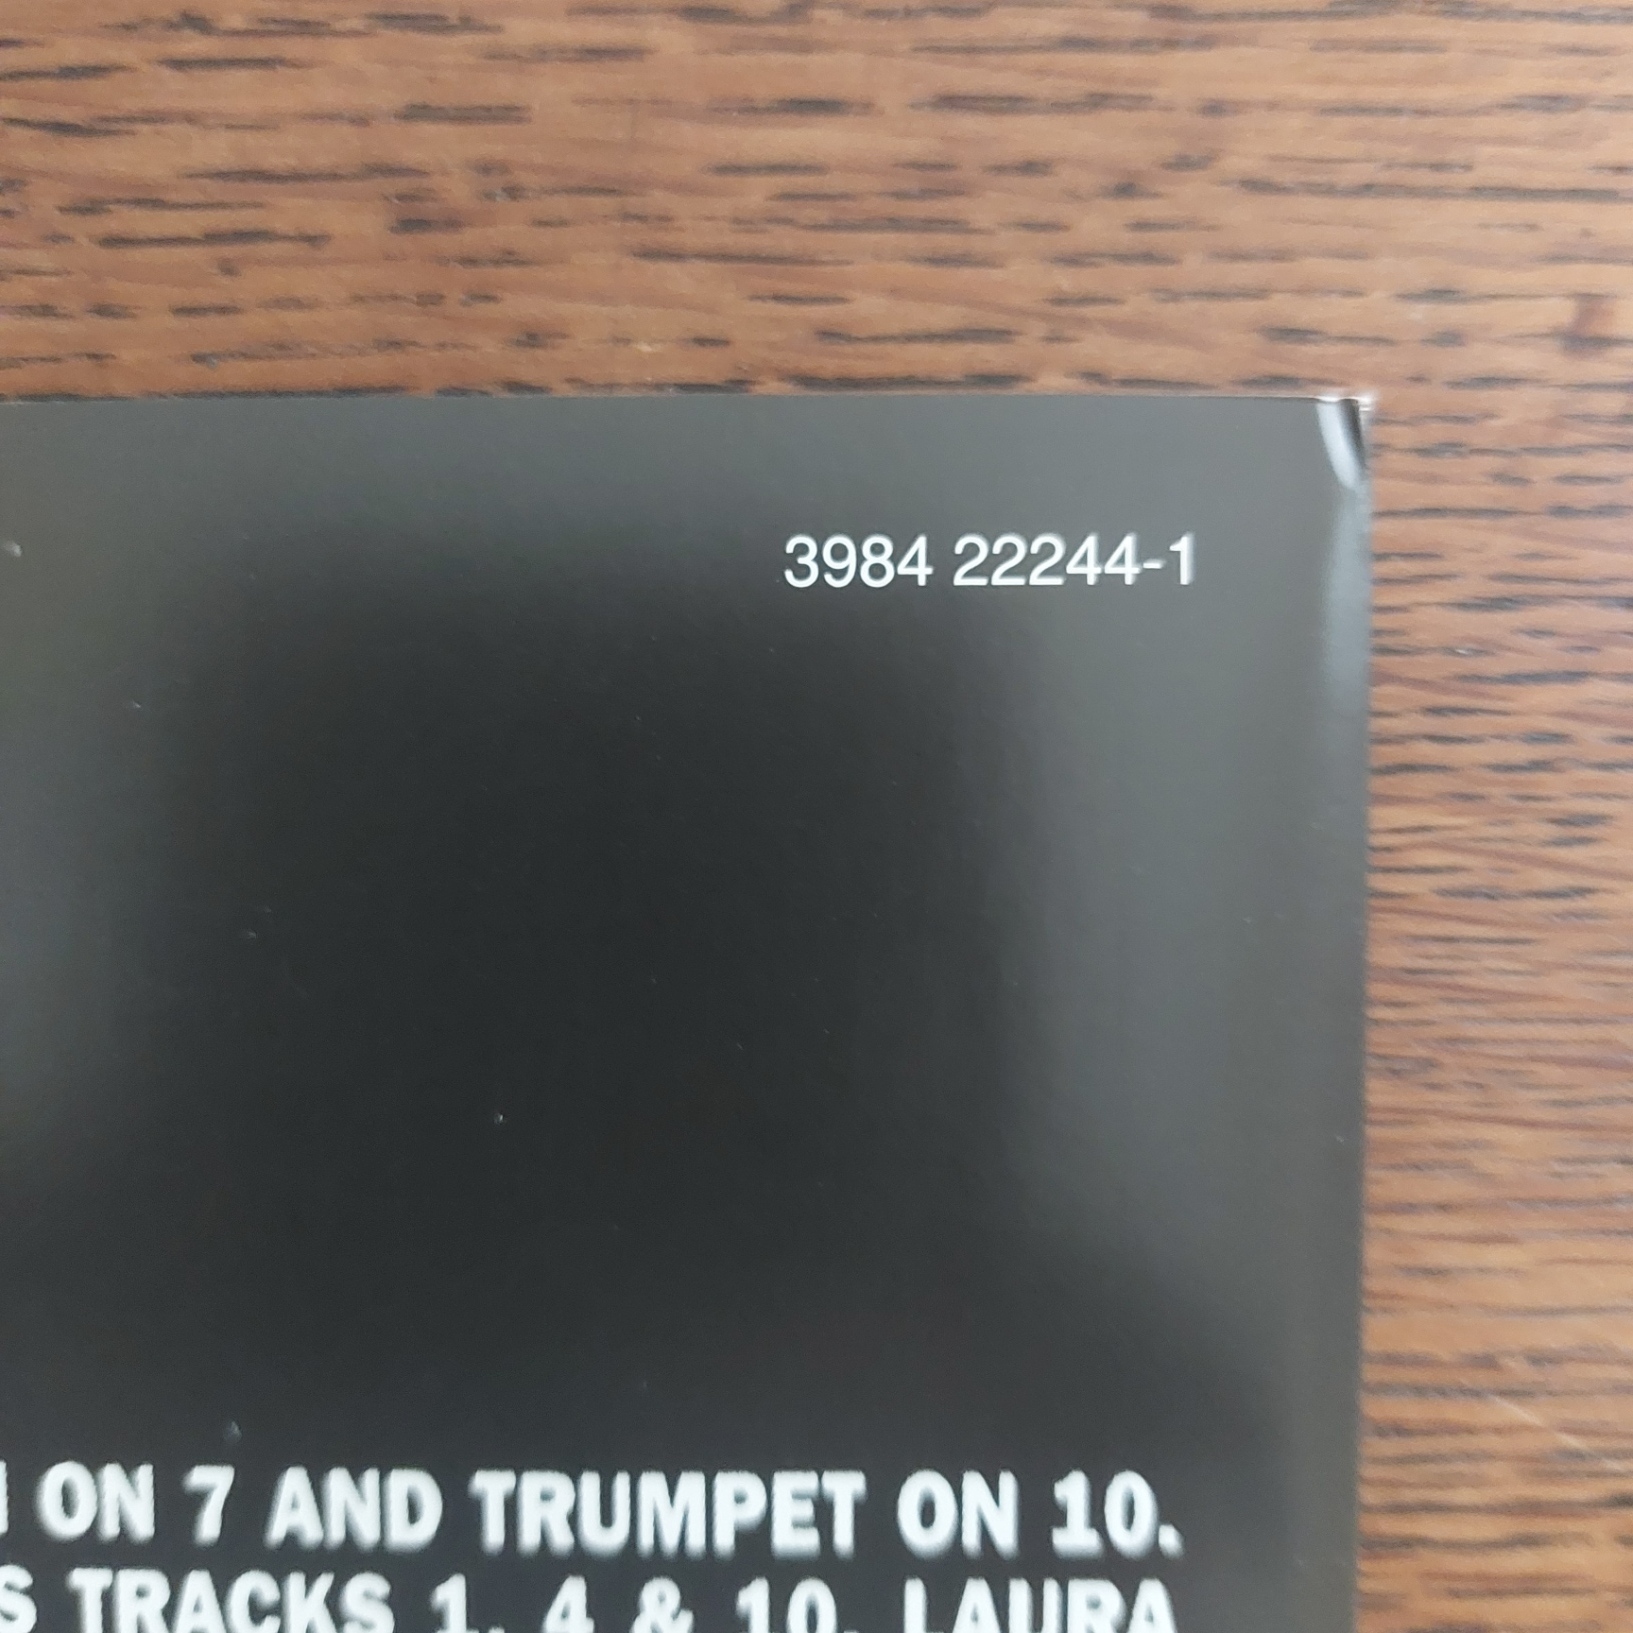 3984 22244-1
ON 7 AND TRUMPET ON 10.
TRACKS 1, 4 & 10. LAURA